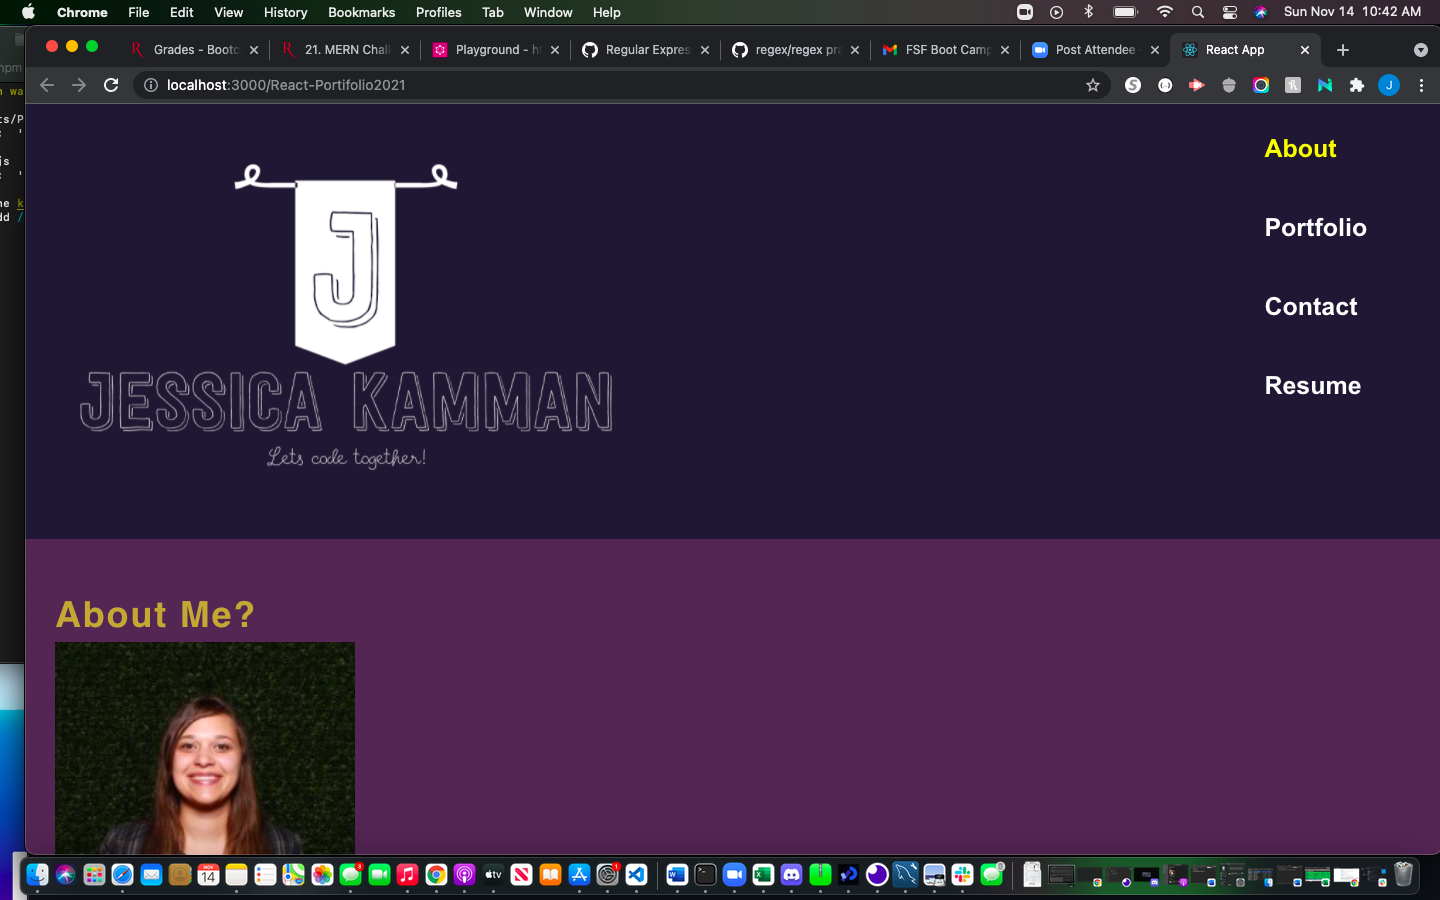 Chrome File Edit View History Bookmarks Profiles Tab Window Help Sun Nov 14 10:42 AM
Grades - Bootc 21. MERN Chall Playground - ht Regular Expres regex/regex pra FSF Boot Camp Post Attendee - React App
localhost:3000/React-Portifolio2021
J
About
Portfolio
Contact
Resume
J
JESSICA KAMMAN
Lets code together!
About Me?
NOV
14
tv